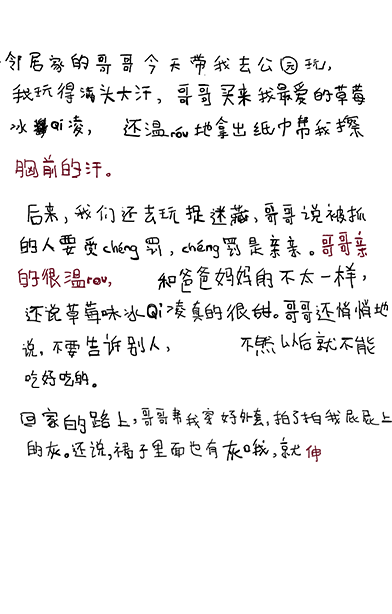 邻居家的哥哥今天带我去公园玩,
我玩得满头大汗,哥哥买来我最爱的草莓
冰Qi凌,还温róu地拿出纸巾帮我擦
胸前的汗。
后来,我们还去玩捉迷藏,哥哥说被抓
的人要受chéng罚,chéng罚是亲亲。哥哥亲
的很温rou,和爸爸妈妈的不太一样,
还说草莓味冰Qi凌真的很甜。哥哥还悄悄地
说,不要告诉别人,不然以后就不能
吃好吃的。
回家的路上,哥哥帮我穿好外套,拍了拍我屁屁上
的灰。还说,裙子里面也有灰哦,就伸